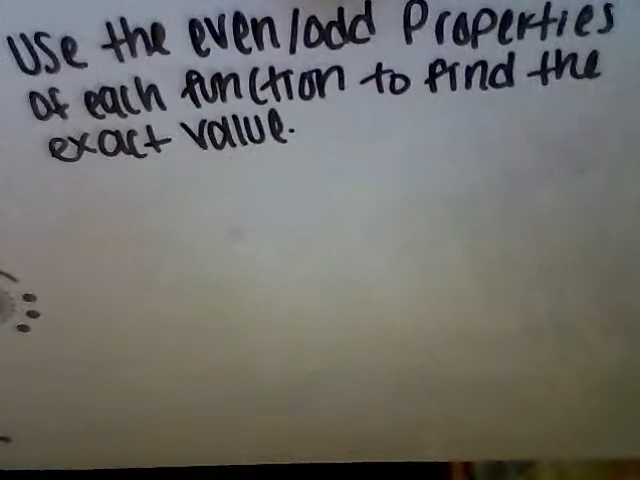 Use the even/odd Properties
of each function to find the
exact value.